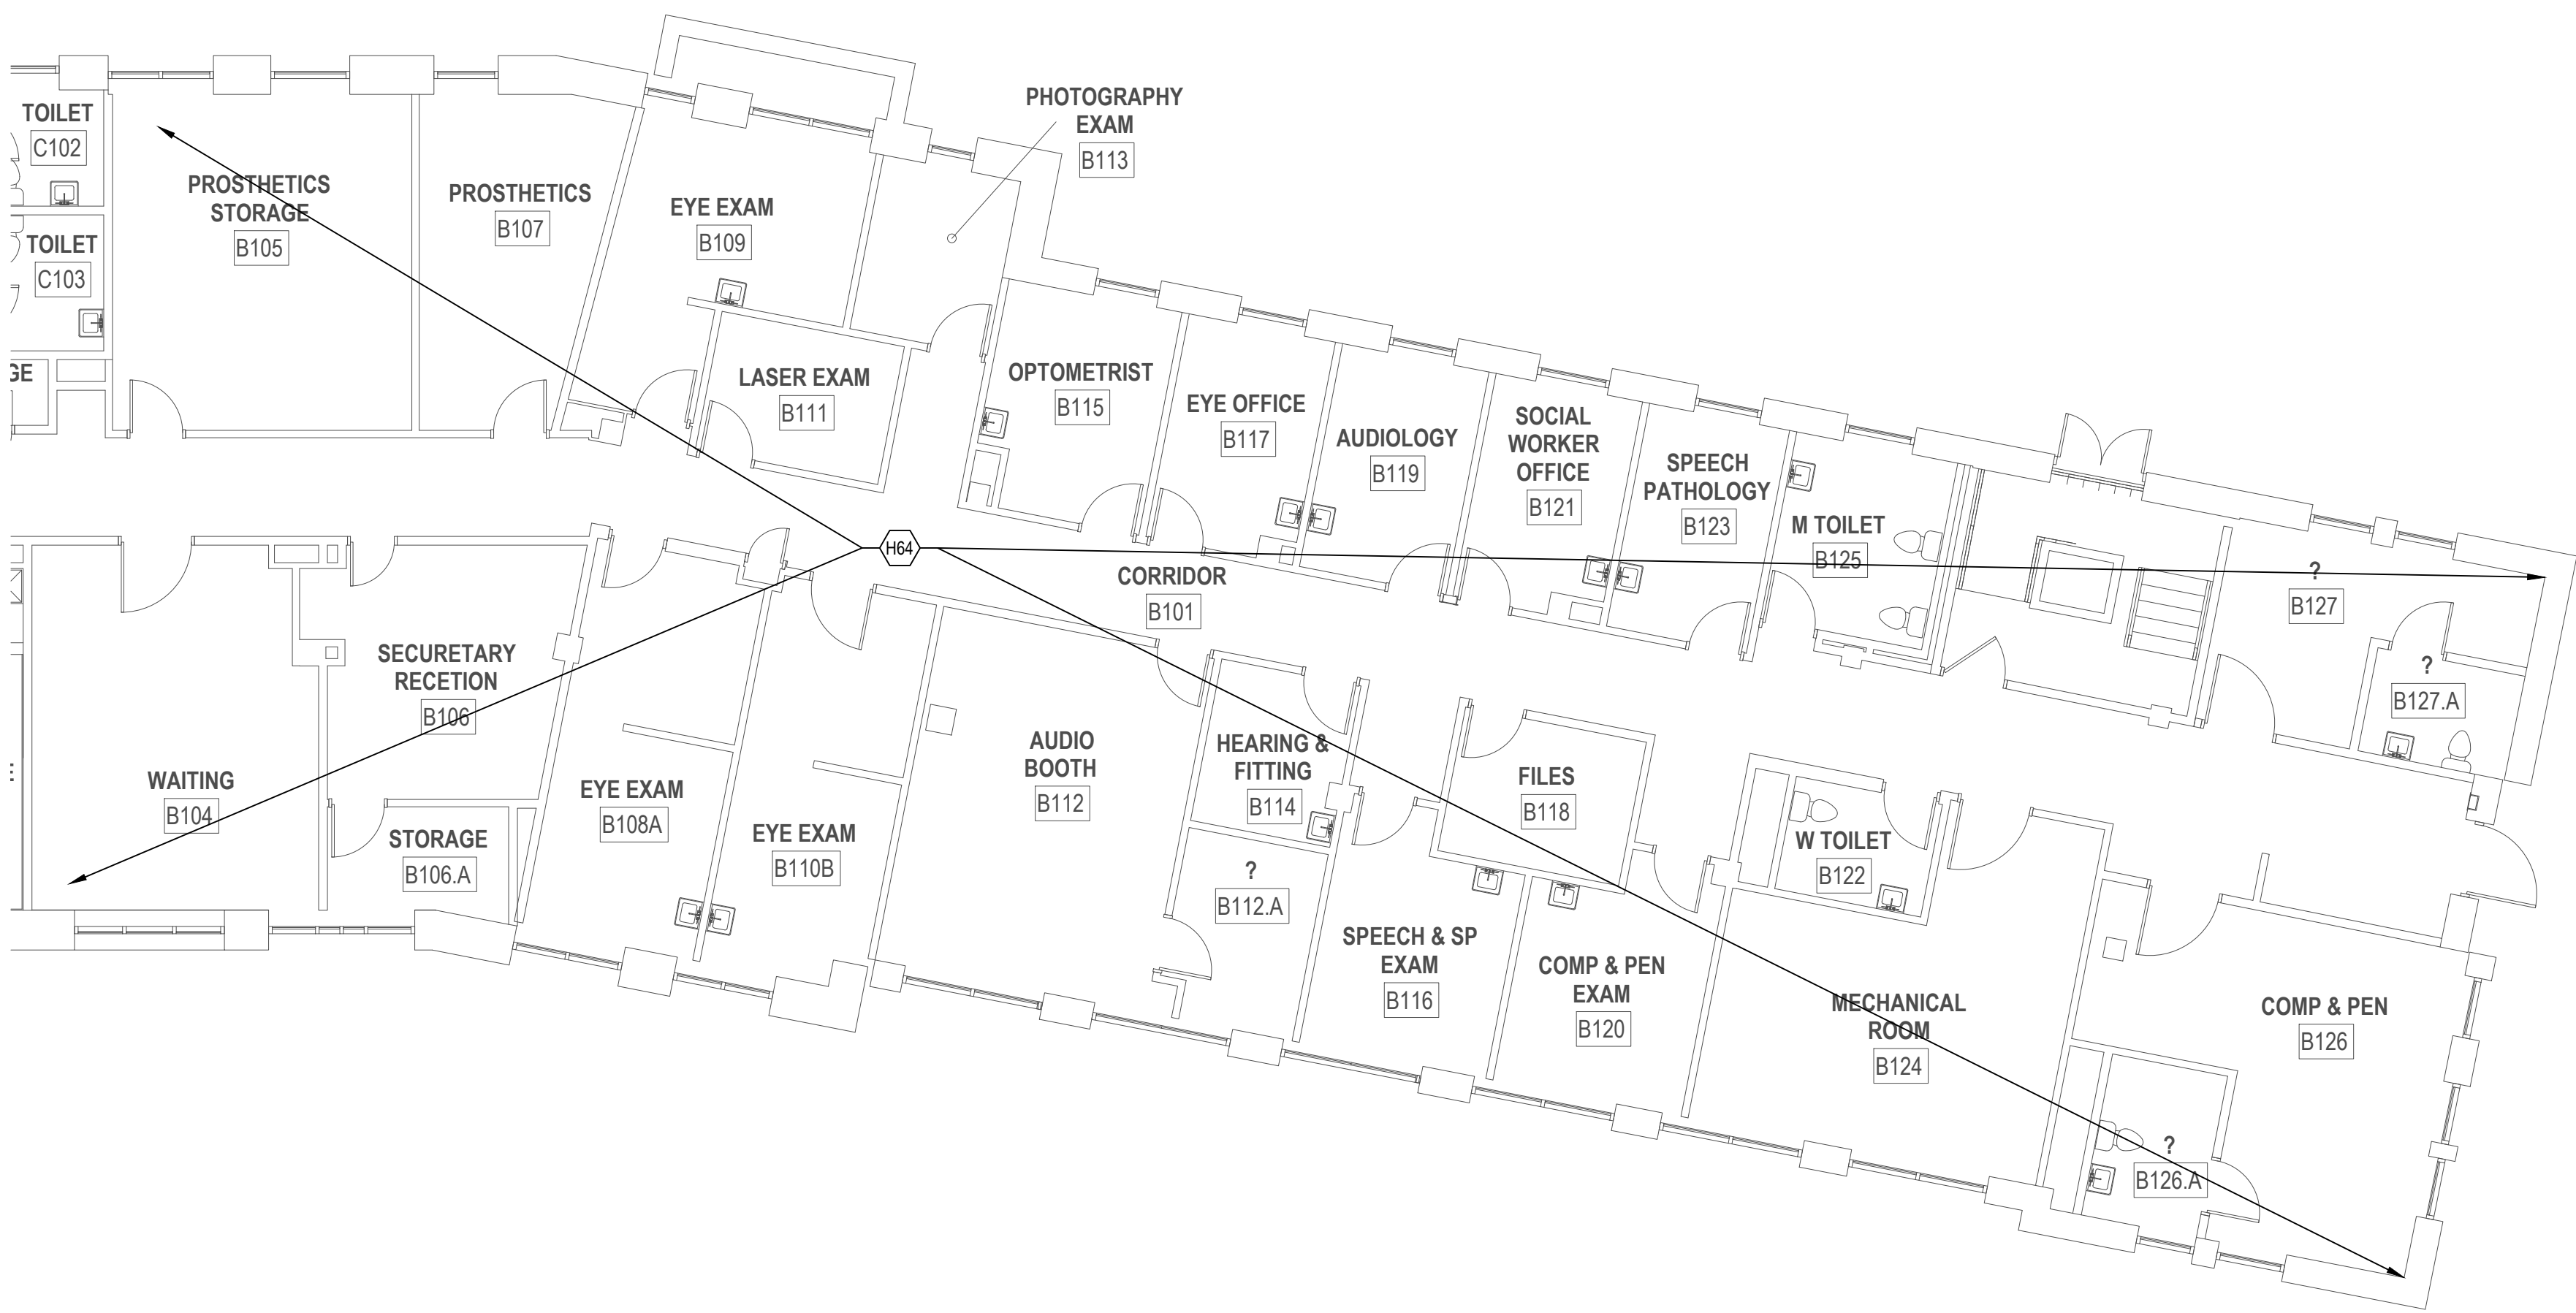 TOILET
C102
TOILET
C103
GE
PROSTHETICS
STORAGE
B105
PROSTHETICS
B107
EYE EXAM
B109
PHOTOGRAPHY
EXAM
B113
LASER EXAM
B111
OPTOMETRIST
B115
EYE OFFICE
B117
AUDIOLOGY
B119
SOCIAL
WORKER
OFFICE
B121
SPEECH
PATHOLOGY
B123
M TOILET
B125
?
B127
?
B127.A
H64
CORRIDOR
B101
WAITING
B104
SECURETARY
RECETION
B106
STORAGE
B106.A
EYE EXAM
B108A
EYE EXAM
B110B
AUDIO
BOOTH
B112
HEARING &
FITTING
B114
?
B112.A
SPEECH & SP
EXAM
B116
FILES
B118
COMP & PEN
EXAM
B120
W TOILET
B122
MECHANICAL
ROOM
B124
COMP & PEN
B126
?
B126.A